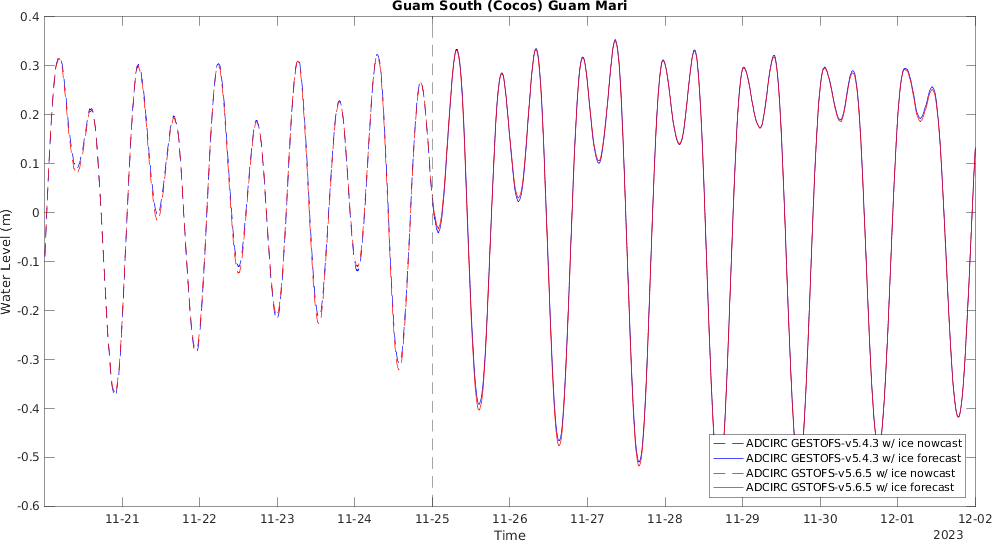 Guam South (Cocos) Guam Mari
0.4
0.3
0.2
0.1
0
-0.1
-0.2
-0.3
-0.4
-0.5
-0.6
Water Level (m)
ADCIRC GESTOFS-v5.4.3 w/ ice nowcast
ADCIRC GESTOFS-v5.4.3 w/ ice forecast
ADCIRC GSTOFS-v5.6.5 w/ ice nowcast
ADCIRC GSTOFS-v5.6.5 w/ ice forecast
11-21 11-22 11-23 11-24 11-25 11-26 11-27 11-28 11-29 11-30 12-01 12-02
Time
2023